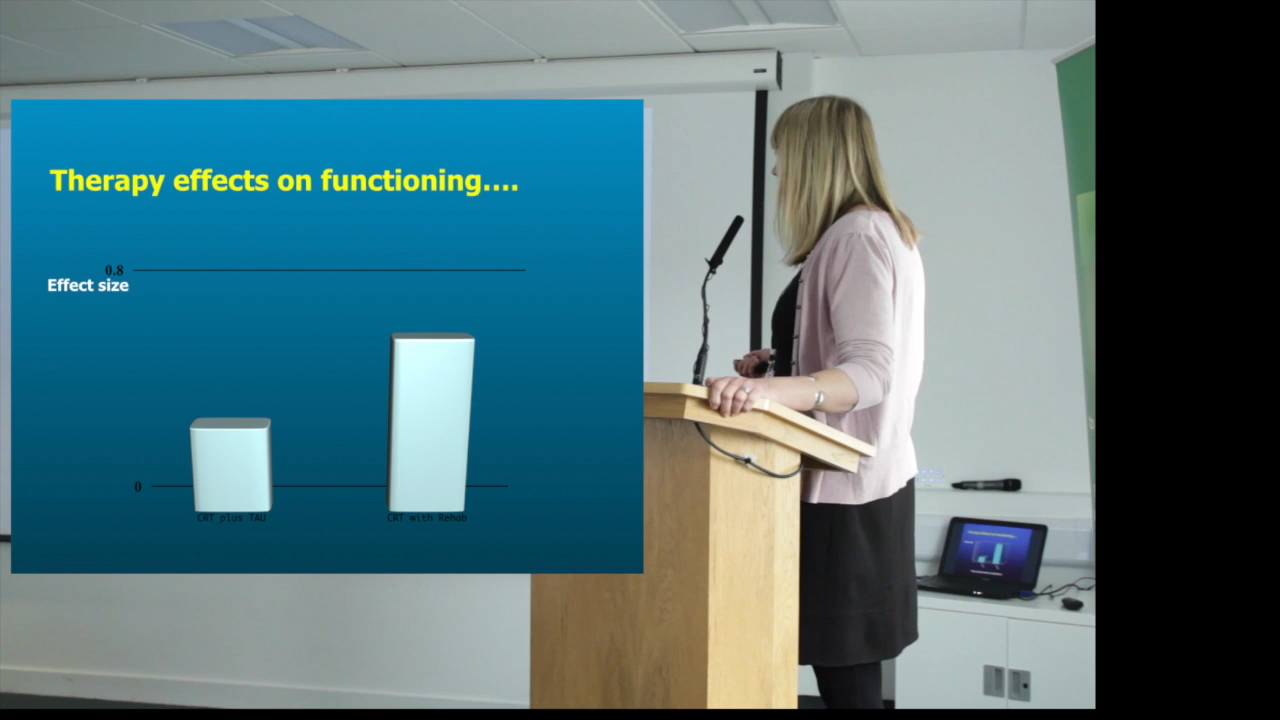 Therapy effects on functioning....
0.8
Effect size
0
CRT plus TAU
CRT with Rehab